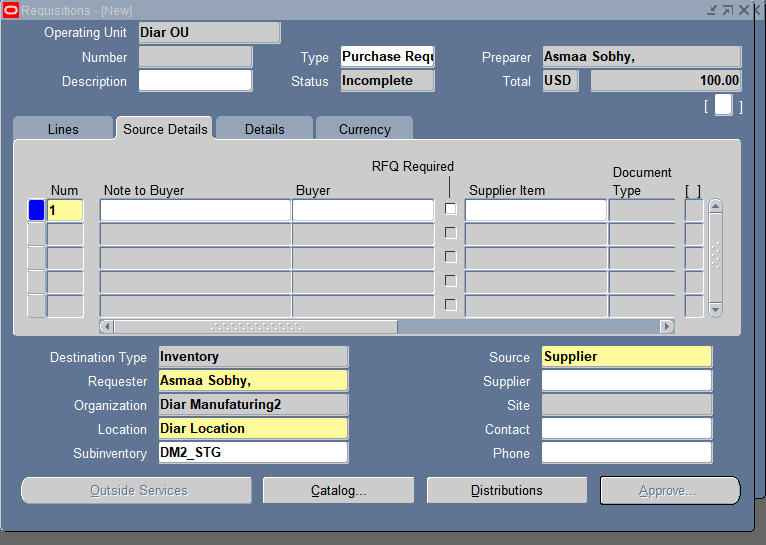 Requisitions - [New]
Operating Unit Diar OU
Number Type Purchase Requ Preparer Asmaa Sobhy,
Description Status Incomplete Total USD 100.00
[ ]
Lines Source Details Details Currency
RFQ Required Document
Num Note to Buyer Buyer Supplier Item Type [ ]
1
Destination Type Inventory Source Supplier
Requester Asmaa Sobhy, Supplier
Organization Diar Manufaturing2 Site
Location Diar Location Contact
Subinventory DM2_STG Phone
Outside Services Catalog... Distributions Approve...